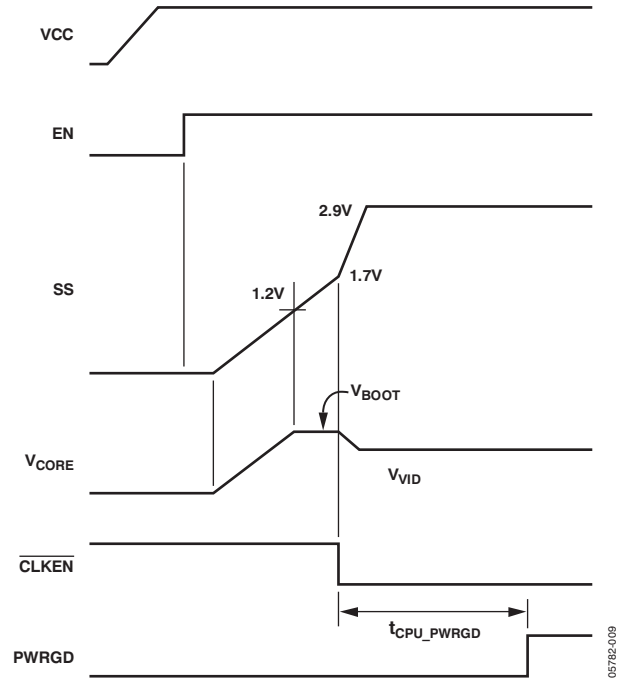 VCC
EN
2.9V
SS
1.7V
1.2V
VBOOT
VCORE
VVID
CLKEN
tCPU_PWRGD
PWRGD
05782-009